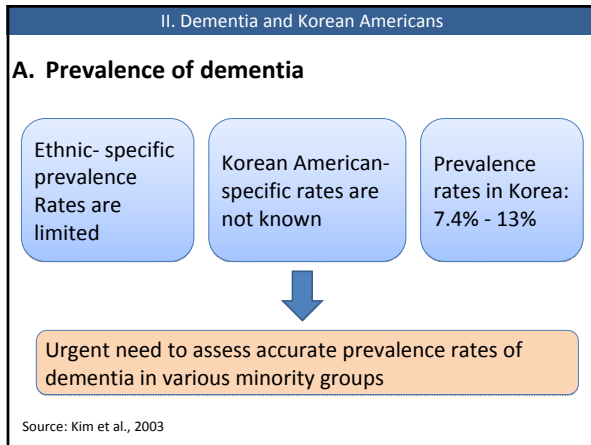 II. Dementia and Korean Americans
A. Prevalence of dementia
Ethnic- specific
prevalence
Rates are
limited
Korean American-
specific rates are
not known
Prevalence
rates in Korea:
7.4% - 13%
Urgent need to assess accurate prevalence rates of
dementia in various minority groups
Source: Kim et al., 2003